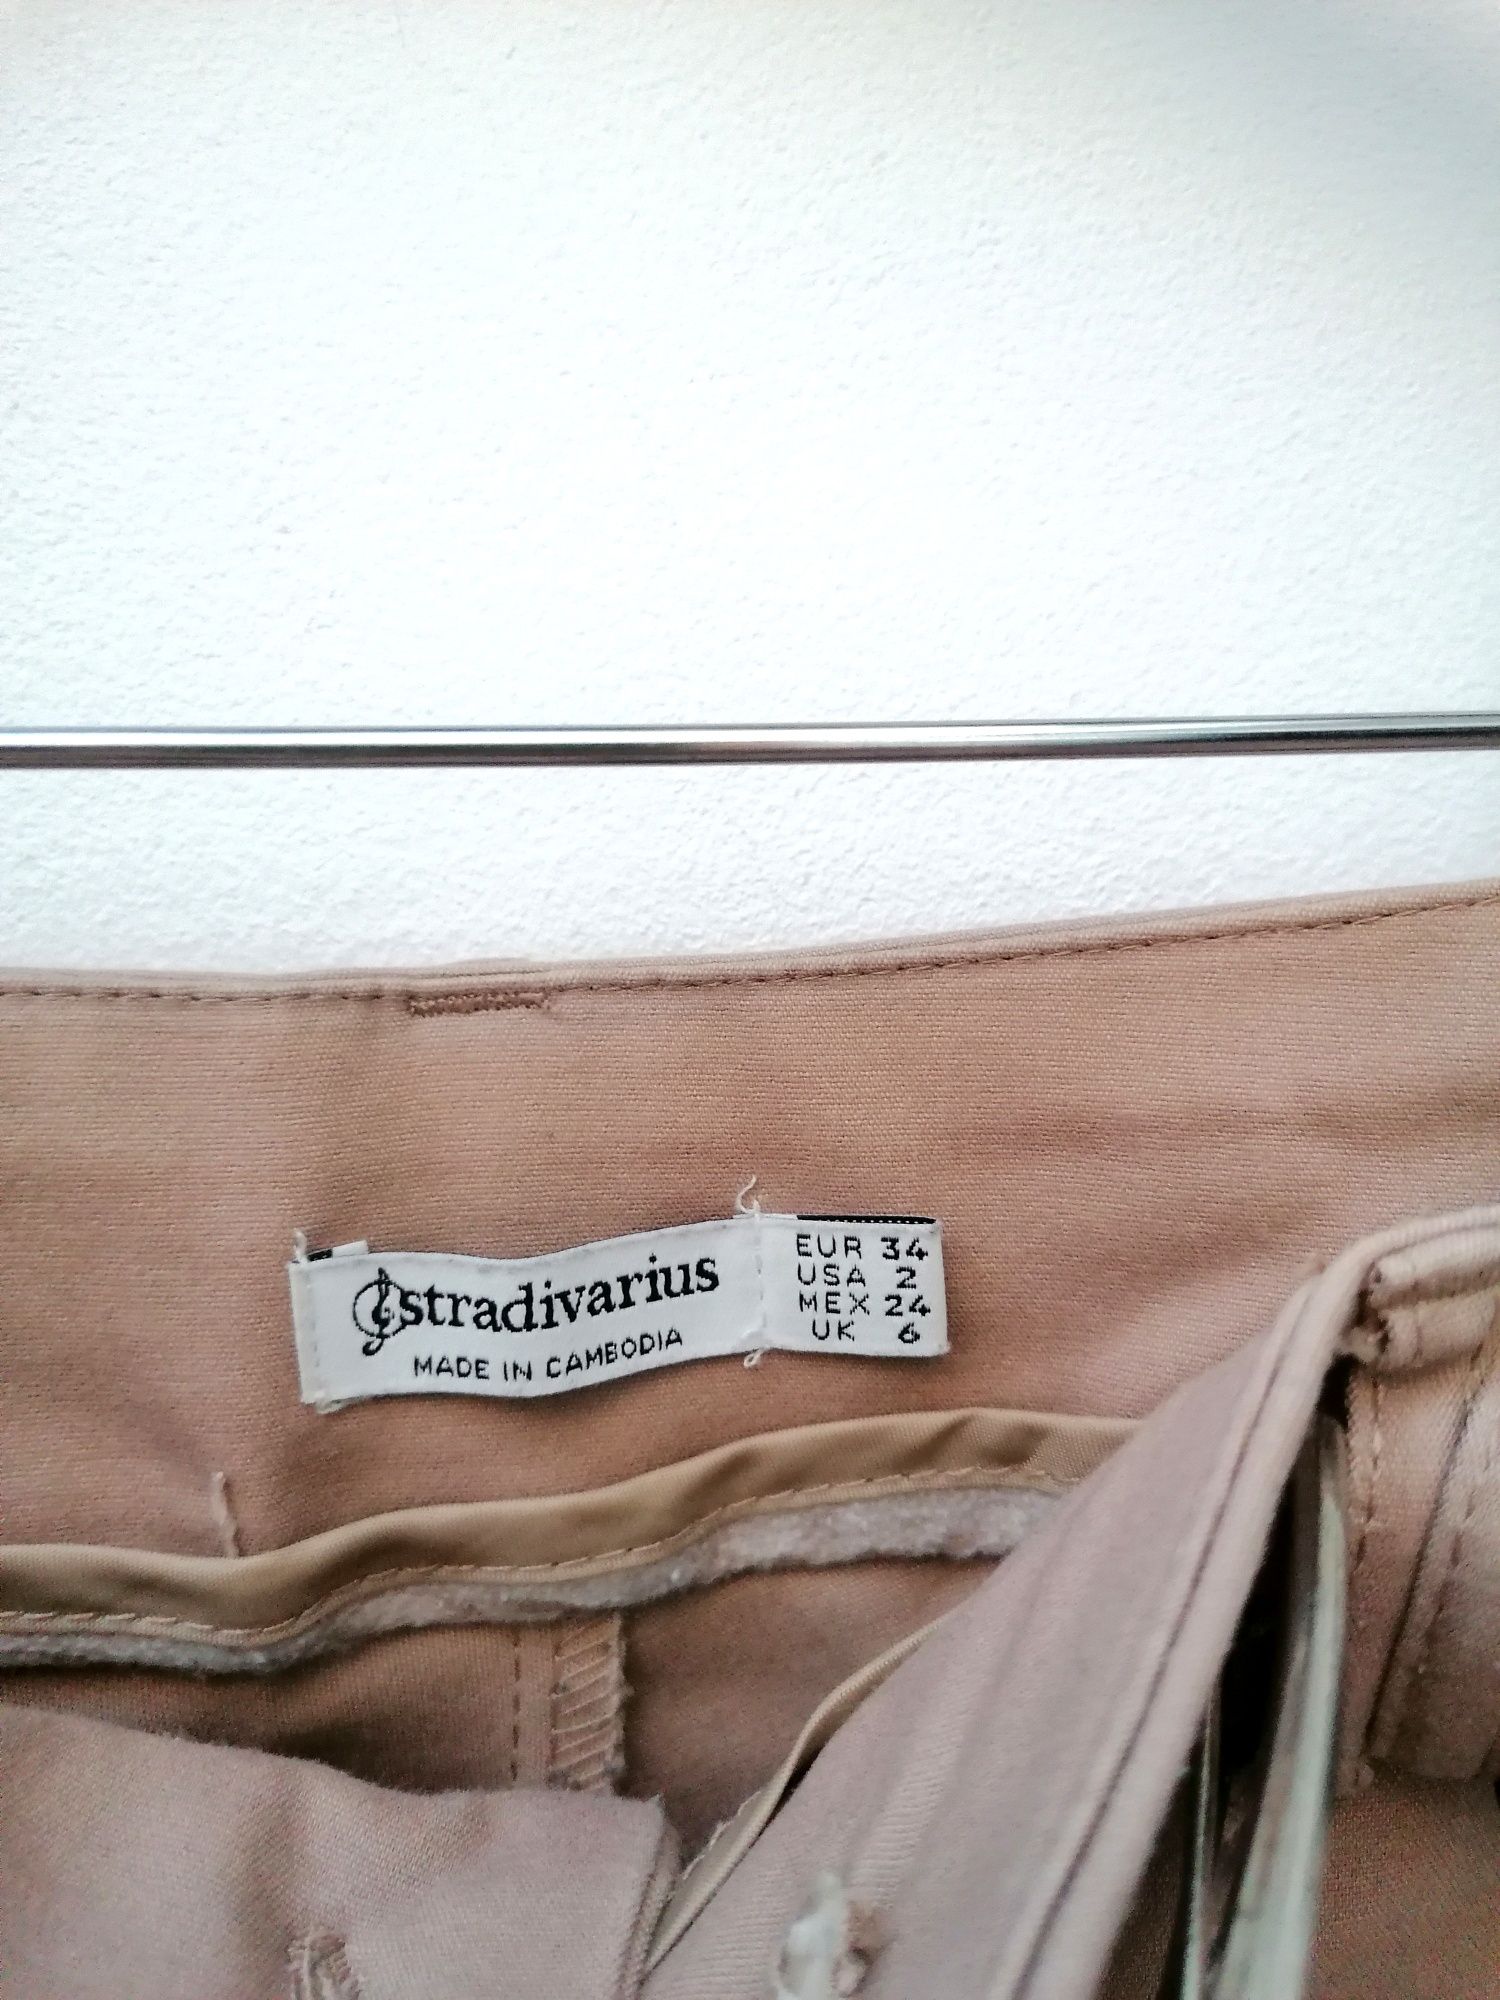 stradivarius
MADE IN CAMBODIA
EUR 34
USA 2
MEX 24
UK 6